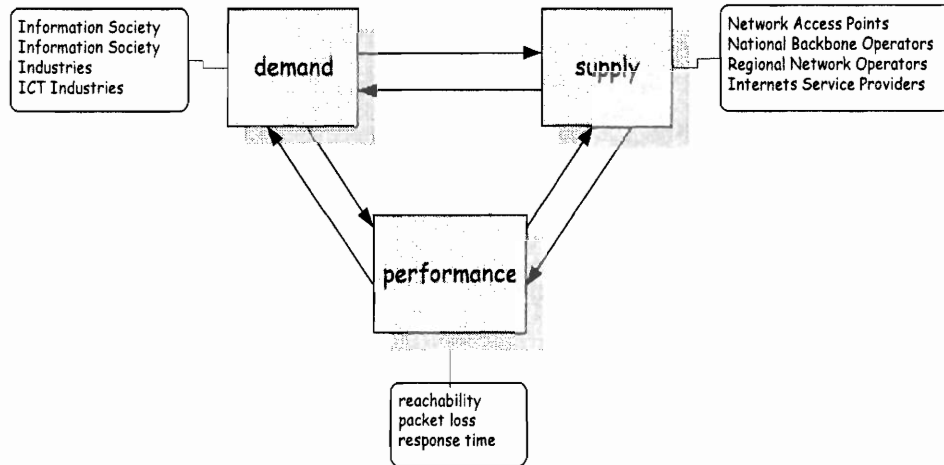 Information Society
Information Society
Industries
ICT Industries
demand
supply
Network Access Points
National Backbone Operators
Regional Network Operators
Internets Service Providers
performance
reachability
packet loss
response time